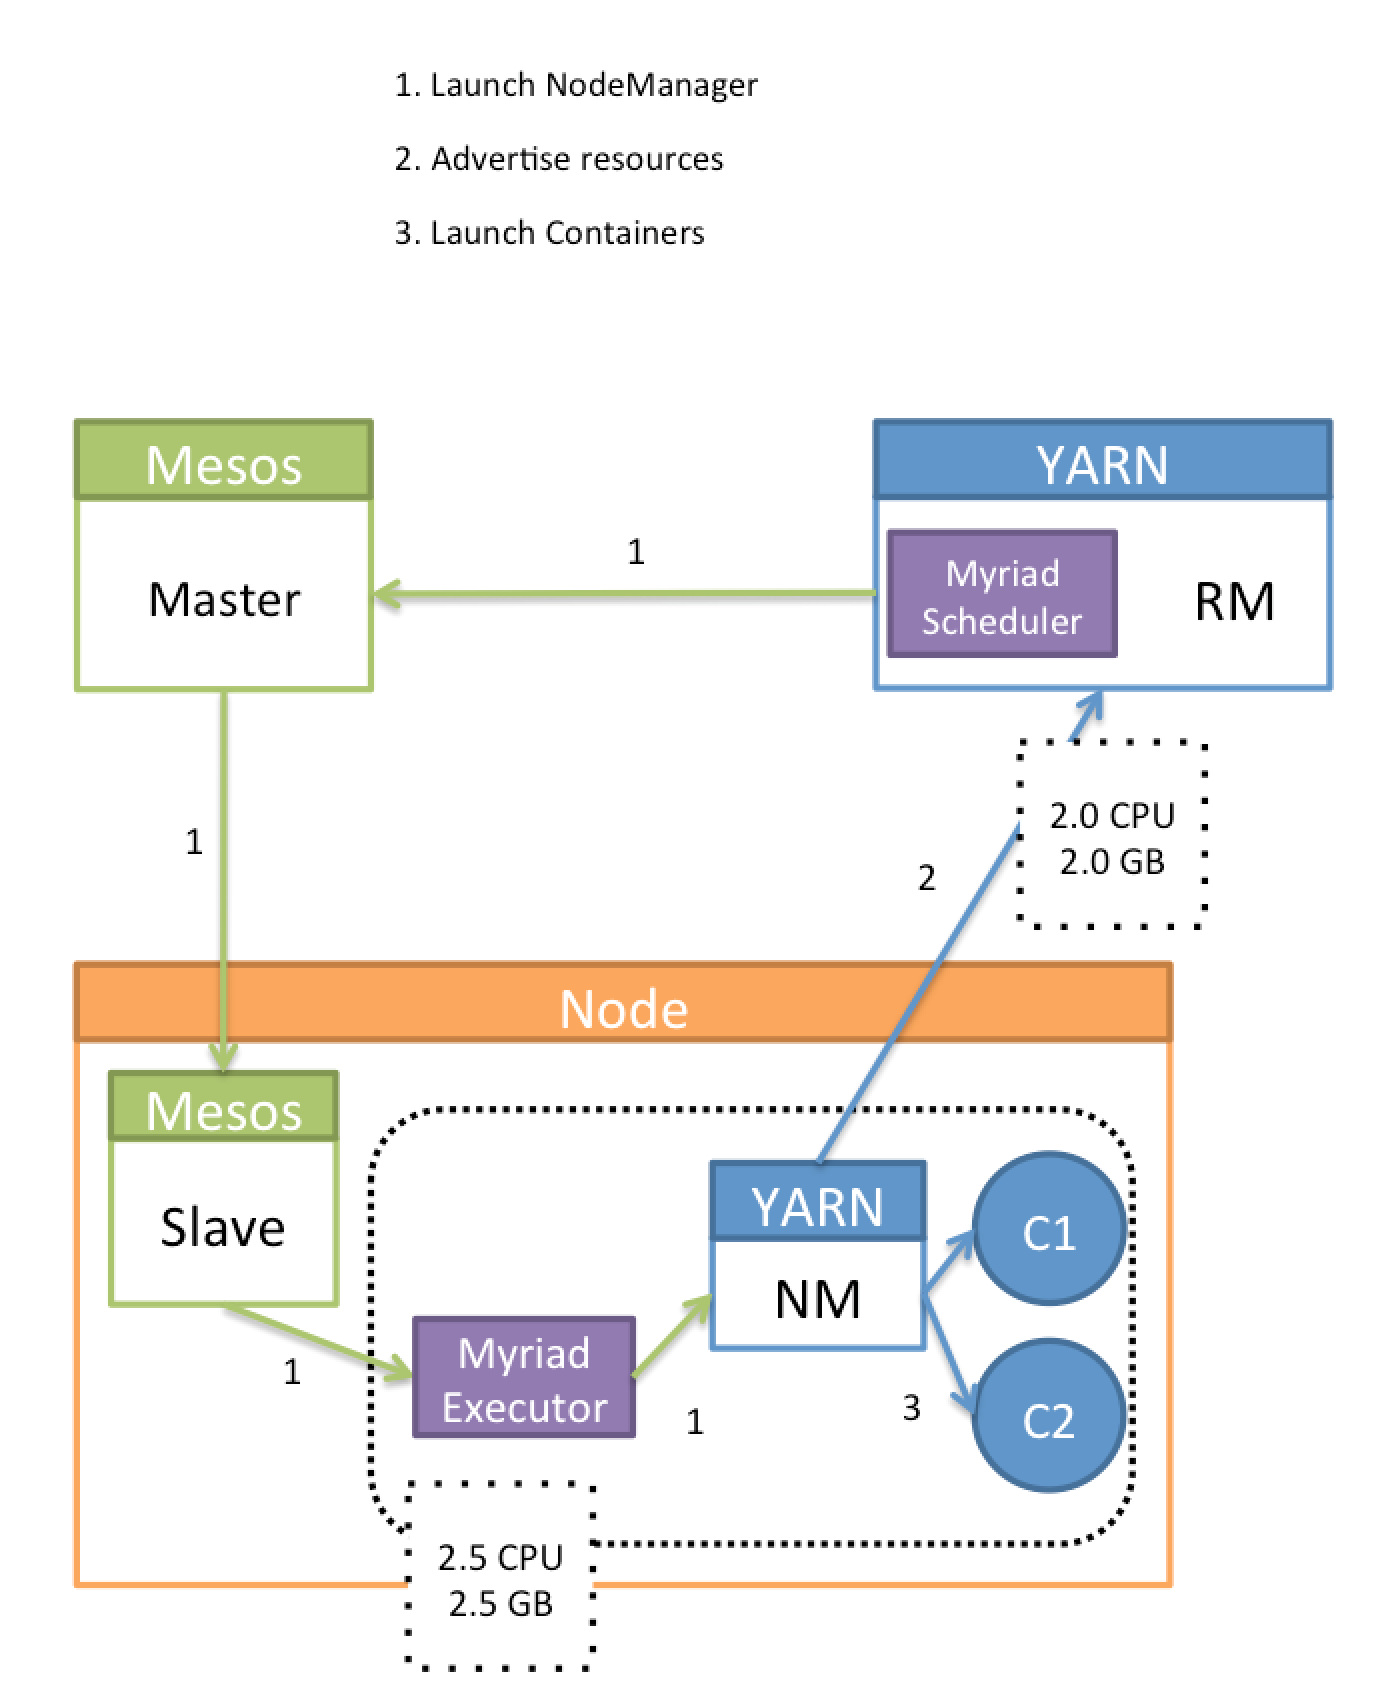 1. Launch NodeManager
2. Advertise resources
3. Launch Containers
Mesos
Master
1
YARN
Myriad
Scheduler
RM
1
2.0 CPU
2.0 GB
2
Node
Mesos
Slave
1
Myriad
Executor
1
YARN
NM
3
C1
C2
2.5 CPU
2.5 GB